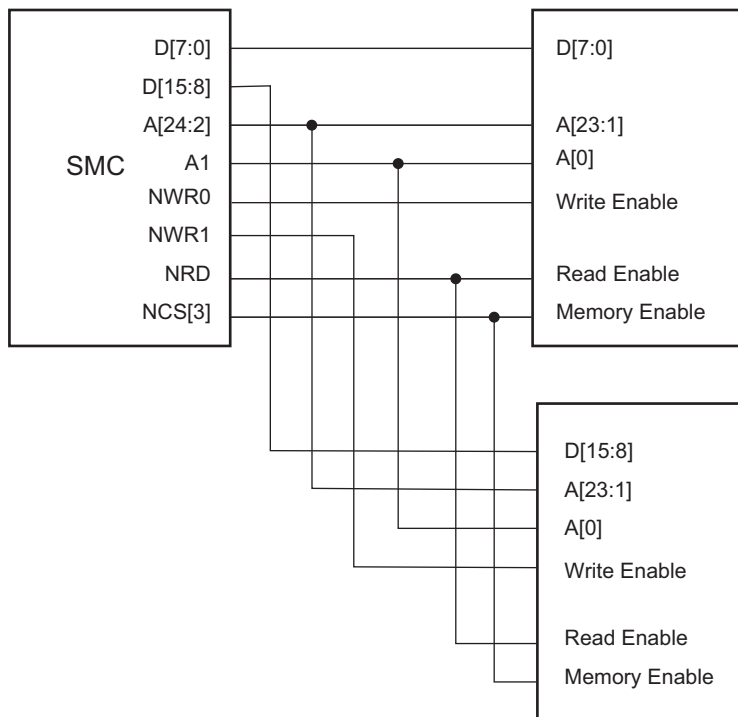 D[7:0] D[7:0]
D[15:8]
A[24:2] A[23:1]
SMC A1 A[0]
NWR0 Write Enable
NWR1
NRD Read Enable
NCS[3] Memory Enable
D[15:8]
A[23:1]
A[0]
Write Enable
Read Enable
Memory Enable